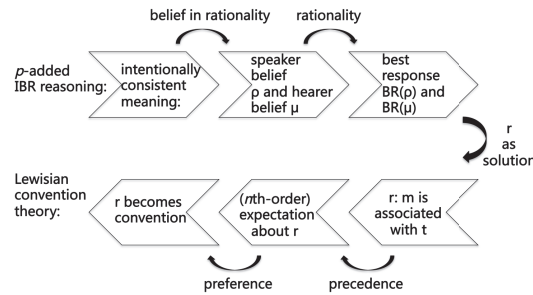 belief in rationality
rationality
p-added
IBR reasoning:
intentionally
consistent
meaning:
speaker
belief
ρ and hearer
belief μ
best
response
BR(ρ) and
BR(μ)
r
as
solution
Lewisian
convention
theory:
r becomes
convention
(nth-order)
expectation
about r
r: m is
associated
with t
preference
precedence